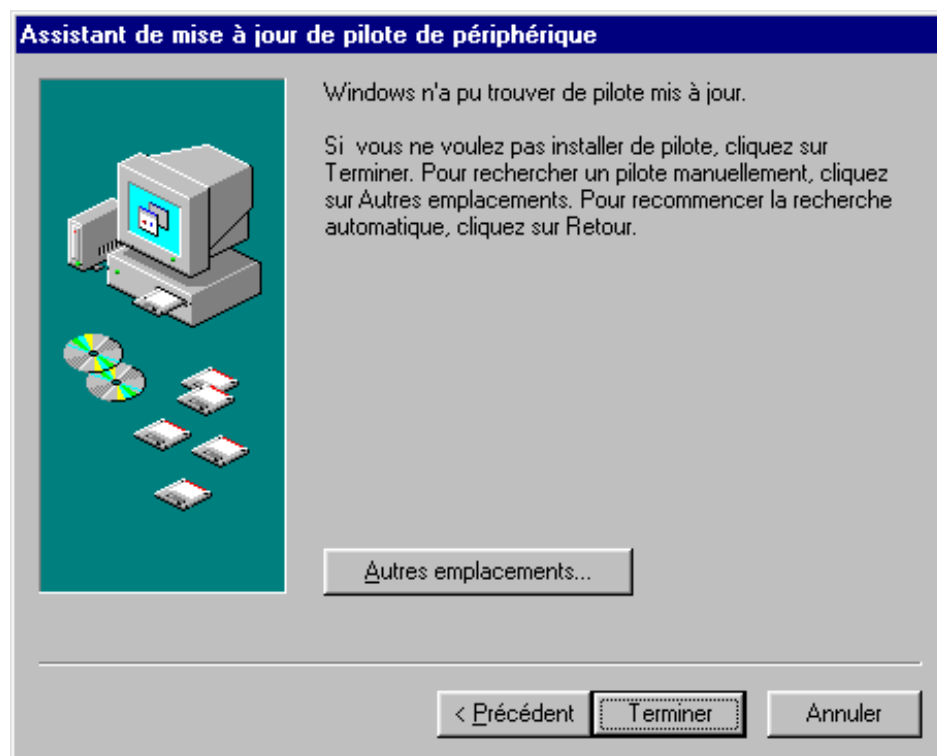 Assistant de mise à jour de pilote de périphérique
Windows n'a pu trouver de pilote mis à jour.
Si  vous ne voulez pas installer de pilote, cliquez sur
Terminer. Pour rechercher un pilote manuellement, cliquez
sur Autres emplacements. Pour recommencer la recherche
automatique, cliquez sur Retour.
Autres emplacements...
< Précédent
Terminer
Annuler